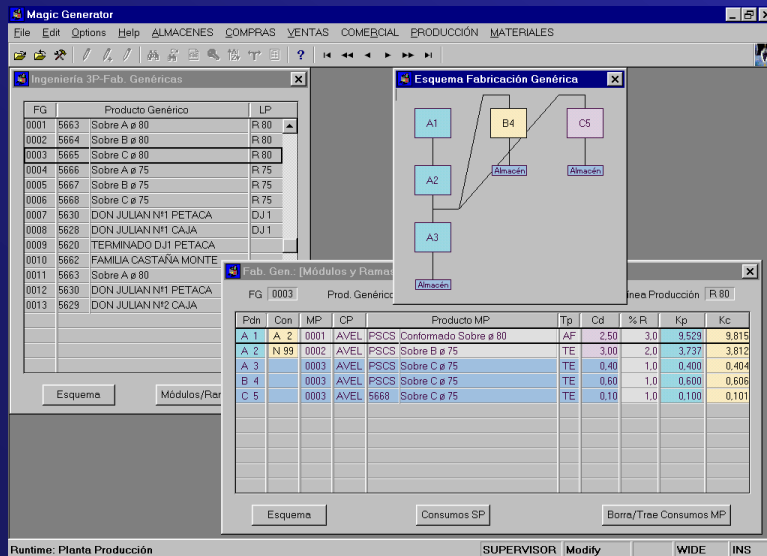 Magic Generator
File Edit Options Help ALMACENES COMPRAS VENTAS COMERCIAL PRODUCCIÓN MATERIALES
Ingeniería 3P-Fab. Genéricas
FG Producto Genérico LP
0001 5663 Sobre A ø 80 R 80
0002 5664 Sobre B ø 80 R 80
0003 5665 Sobre C ø 80 R 80
0004 5666 Sobre A ø 75 R 75
0005 5667 Sobre B ø 75 R 75
0006 5668 Sobre C ø 75 R 75
0007 5630 DON JULIAN Nº1 PETACA DJ 1
0008 5628 DON JULIAN Nº1 CAJA DJ 1
0009 5620 TERMINADO DJ1 PETACA
0010 5662 FAMILIA CASTAÑA MONTE
0011 5663 Sobre A ø 80
0012 5630 DON JULIAN Nº1 PETACA
0013 5629 DON JULIAN Nº2 CAJA
Esquema Módulos/Ran
Esquema Fabricación Genérica
A1 B4 C5
Almacén Almacén
A2
A3
Almacén
Fab. Gen.: [Módulos y Ramas
FG 0003 Prod. Genérico Línea Producción R 80
Pdn Con MP CP Producto MP Tp Cd % R Kp Kc
A 1 A 2 0001 AVEL PSCS Conformado Sobre ø 80 AF 2,50 3,0 9,529 9,815
A 2 N 99 0002 AVEL PSCS Sobre B ø 75 TE 3,00 2,0 3,737 3,812
A 3 0003 AVEL PSCS Sobre C ø 75 TE 0,40 1,0 0,400 0,404
B 4 0003 AVEL PSCS Sobre C ø 75 TE 0,60 1,0 0,600 0,606
C 5 0003 AVEL 5668 Sobre C ø 75 TE 0,10 1,0 0,100 0,101
Esquema Consumos SP Borra/Trae Consumos MP
Runtime: Planta Producción SUPERVISOR Modify WIDE INS